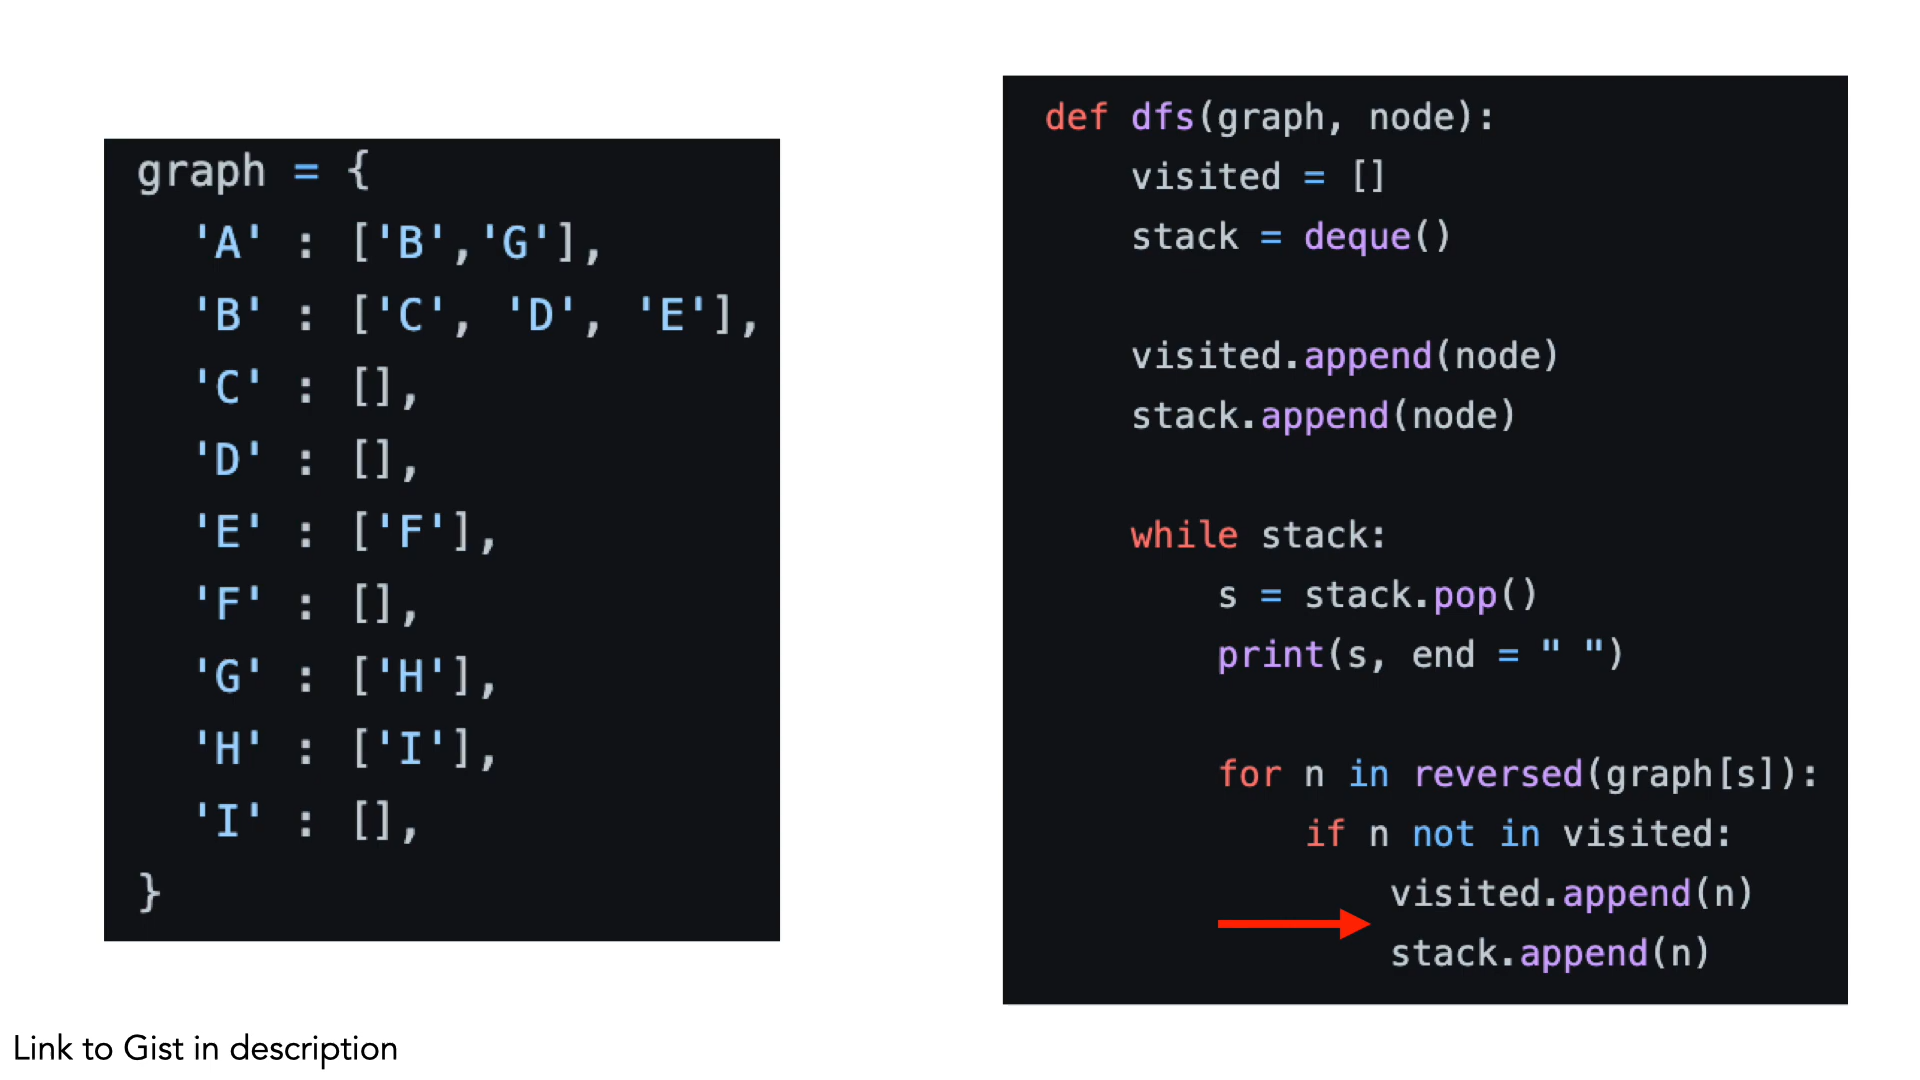 graph = {
'A' : ['B','G'],
'B' : ['C', 'D', 'E'],
'C' : [],
'D' : [],
'E' : ['F'],
'F' : [],
'G' : ['H'],
'H' : ['I'],
'I' : [],
}
def dfs(graph, node):
visited = []
stack = deque()
visited.append(node)
stack.append(node)
while stack:
s = stack.pop()
print(s, end = " ")
for n in reversed(graph[s]):
if n not in visited:
visited.append(n)
stack.append(n)
Link to Gist in description